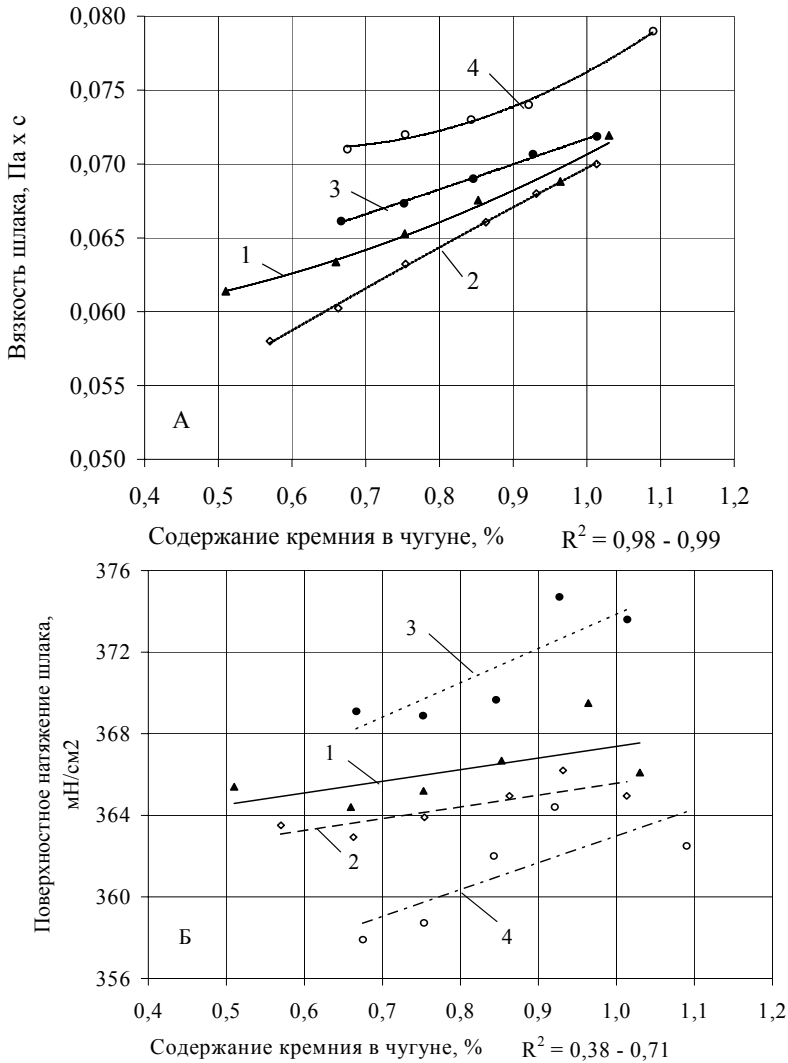 0,080
0,075
0,070
0,065
0,060
0,055
0,050
Вязкость шлака, Па х с
4
3
1
2
А
0,4 0,5 0,6 0,7 0,8 0,9 1,0 1,1 1,2
Содержание кремния в чугуне, % R² = 0,98 - 0,99
376
372
368
364
360
356
Поверхностное натяжение шлака,
мН/см2
3
1
2
4
Б
0,4 0,5 0,6 0,7 0,8 0,9 1,0 1,1 1,2
Содержание кремния в чугуне, % R² = 0,38 - 0,71